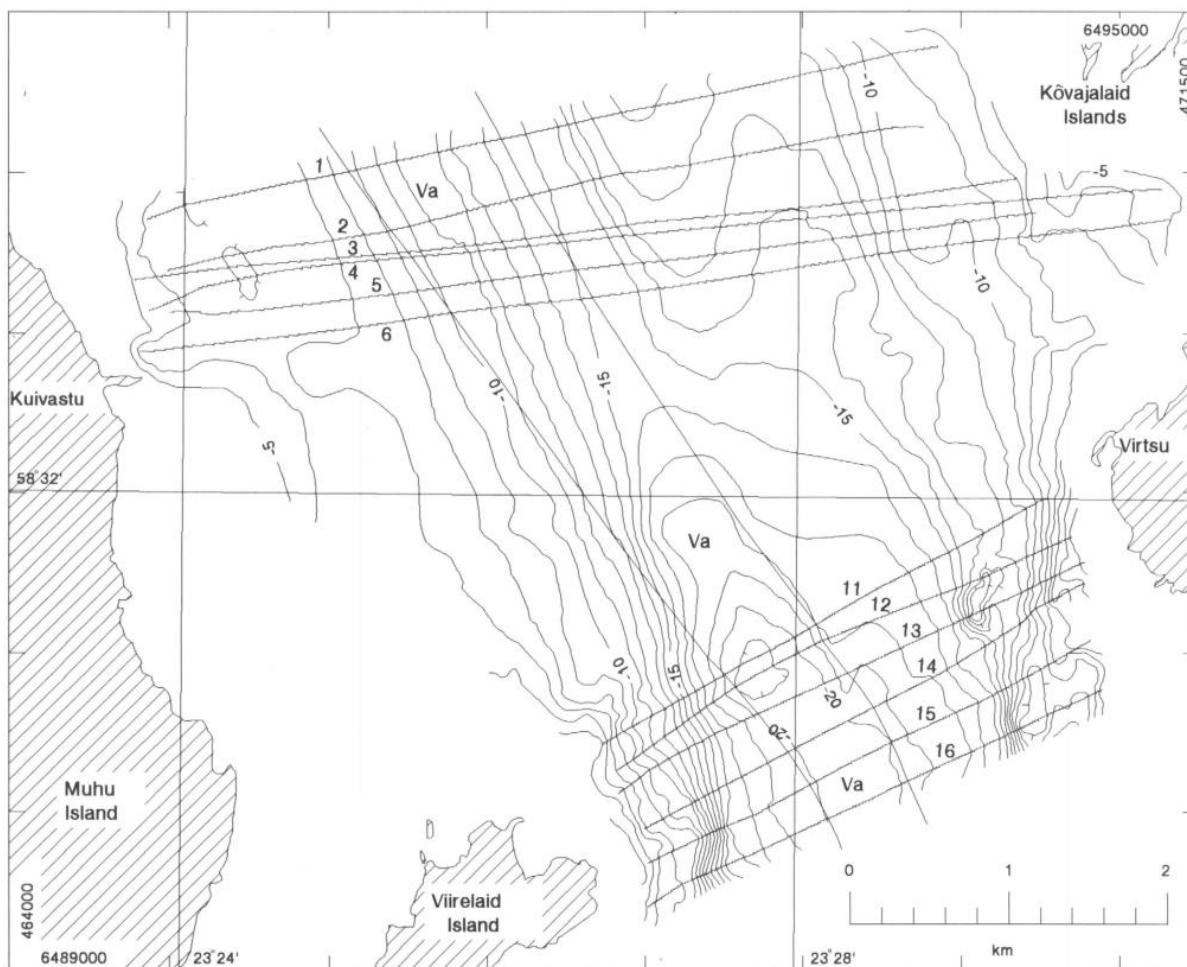 6495000
471500
Kõvajalaid
Islands
-10
1
Va
-5
2
3
4
5
6
-10
-10
-15
-15
Kuivastu
-5
Virtsu
58°32'
Va
11
12
13
14
-10
-15
-20
-20
15
16
Va
Muhu
Island
Viirelaid
Island
0 1 2
km
464000
6489000
23°24'
23°28'